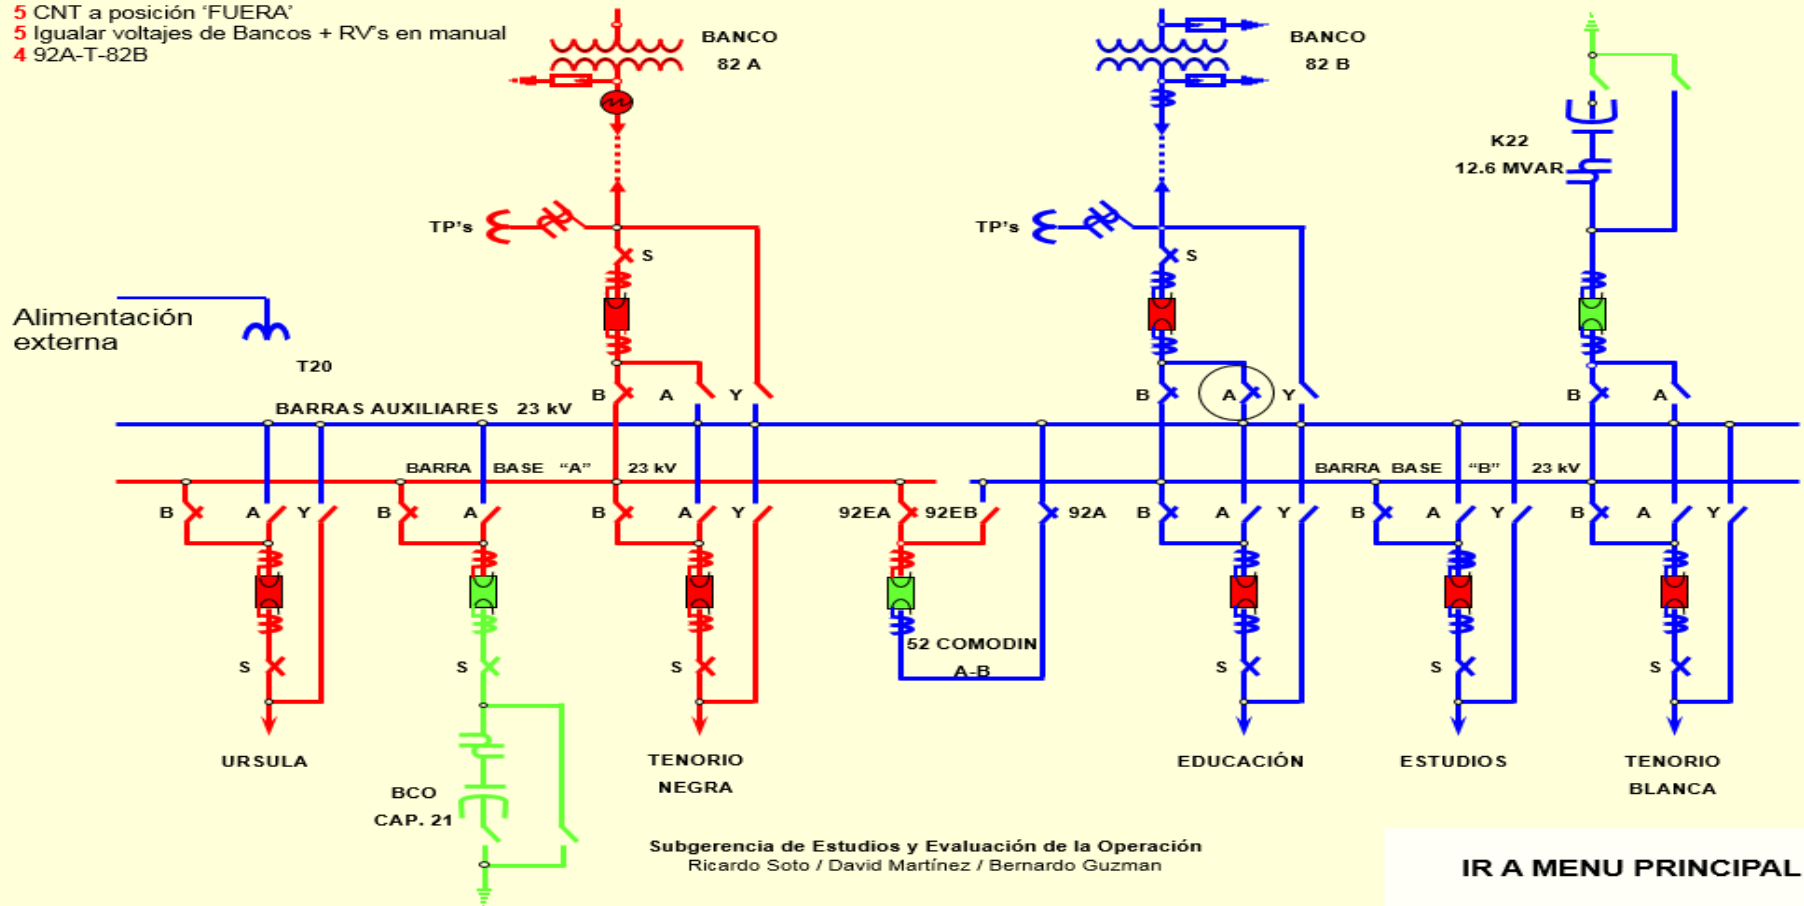 5 CNT a posición ‘FUERA’
5 Igualar voltajes de Bancos + RV's en manual
4 92A-T-82B
BANCO
82 A
BANCO
82 B
K22
12.6 MVAR
TP's
TP's
S
S
Alimentación
externa
T20
B A Y
B A Y
B A
BARRAS AUXILIARES 23 kV
BARRA BASE “A” 23 kV
BARRA BASE “B” 23 kV
B A Y
B A
B A Y
92EA 92EB 92A
B A Y
B A Y
B A Y
52 COMODIN
A-B
S
S
S
S
S
S
URSULA
TENORIO
NEGRA
EDUCACIÓN
ESTUDIOS
TENORIO
BLANCA
BCO
CAP. 21
Subgerencia de Estudios y Evaluación de la Operación
Ricardo Soto / David Martínez / Bernardo Guzman
IR A MENU PRINCIPAL